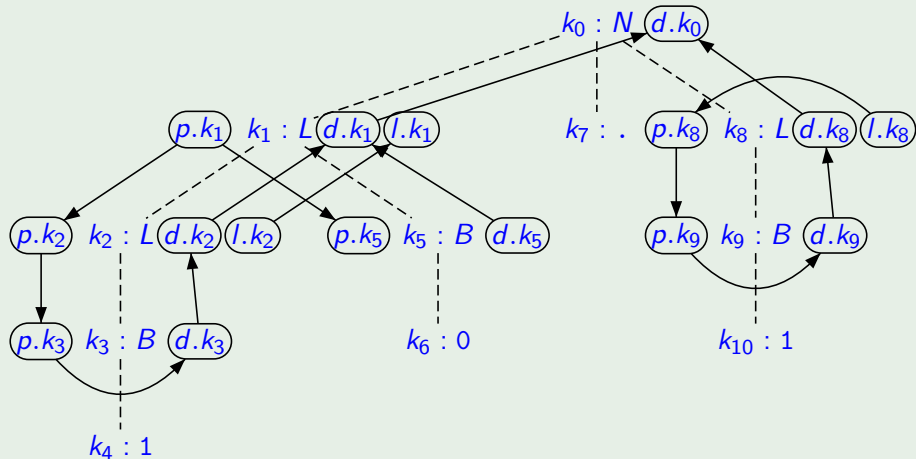 k₀ : N d.k₀
p.k₁ k₁ : L d.k₁ l.k₁ k₇ : . p.k₈ k₈ : L d.k₈ l.k₈
p.k₂ k₂ : L d.k₂ l.k₂ p.k₅ k₅ : B d.k₅ p.k₉ k₉ : B d.k₉
p.k₃ k₃ : B d.k₃ k₆ : 0 k₁₀ : 1
k₄ : 1